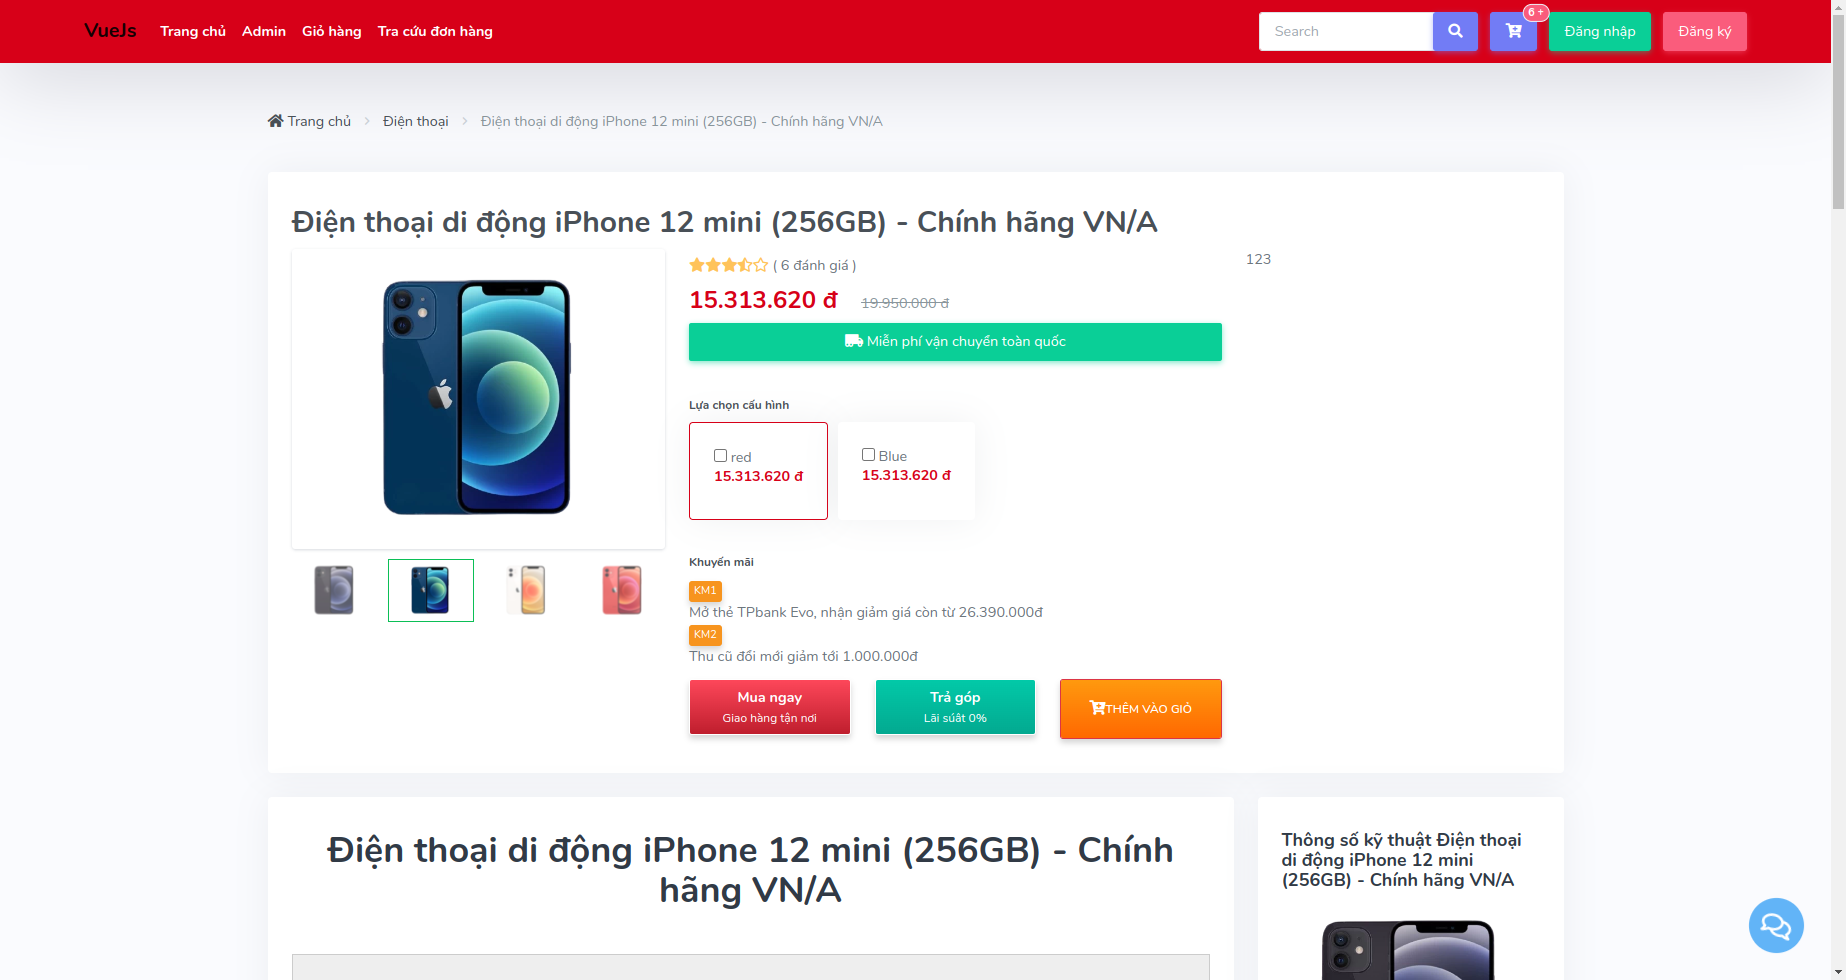 VueJs
Trang chủ
Admin
Giỏ hàng
Tra cứu đơn hàng
Search
6 +
Đăng nhập
Đăng ký
Trang chủ
Điện thoại
Điện thoại di động iPhone 12 mini (256GB) - Chính hãng VN/A
Điện thoại di động iPhone 12 mini (256GB) - Chính hãng VN/A
( 6 đánh giá )
123
15.313.620 đ
19.950.000 đ
Miễn phí vận chuyển toàn quốc
Lựa chọn cấu hình
red
15.313.620 đ
Blue
15.313.620 đ
Khuyến mãi
KM1
Mở thẻ TPbank Evo, nhận giảm giá còn từ 26.390.000đ
KM2
Thu cũ đổi mới giảm tới 1.000.000đ
Mua ngay
Giao hàng tận nơi
Trả góp
Lãi súât 0%
THÊM VÀO GIỎ
Điện thoại di động iPhone 12 mini (256GB) - Chính
hãng VN/A
Thông số kỹ thuật Điện thoại
di động iPhone 12 mini
(256GB) - Chính hãng VN/A